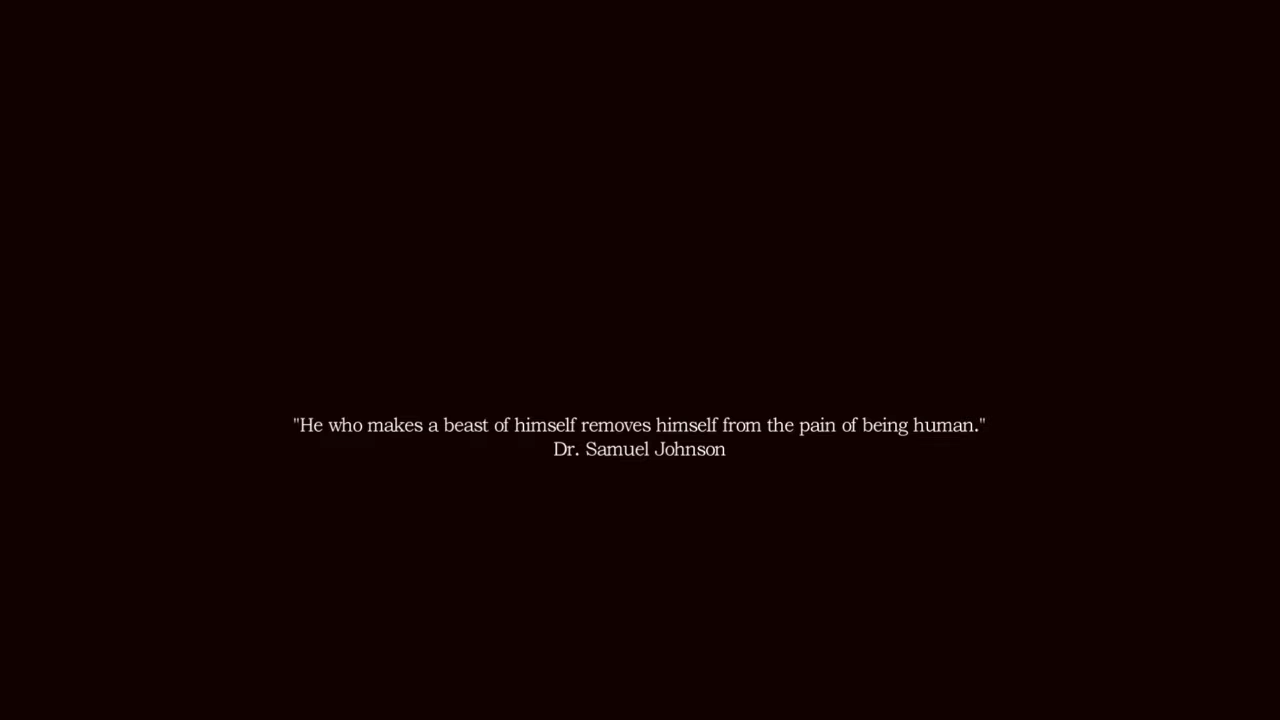 "He who makes a beast of himself removes himself from the pain of being human."
Dr. Samuel Johnson